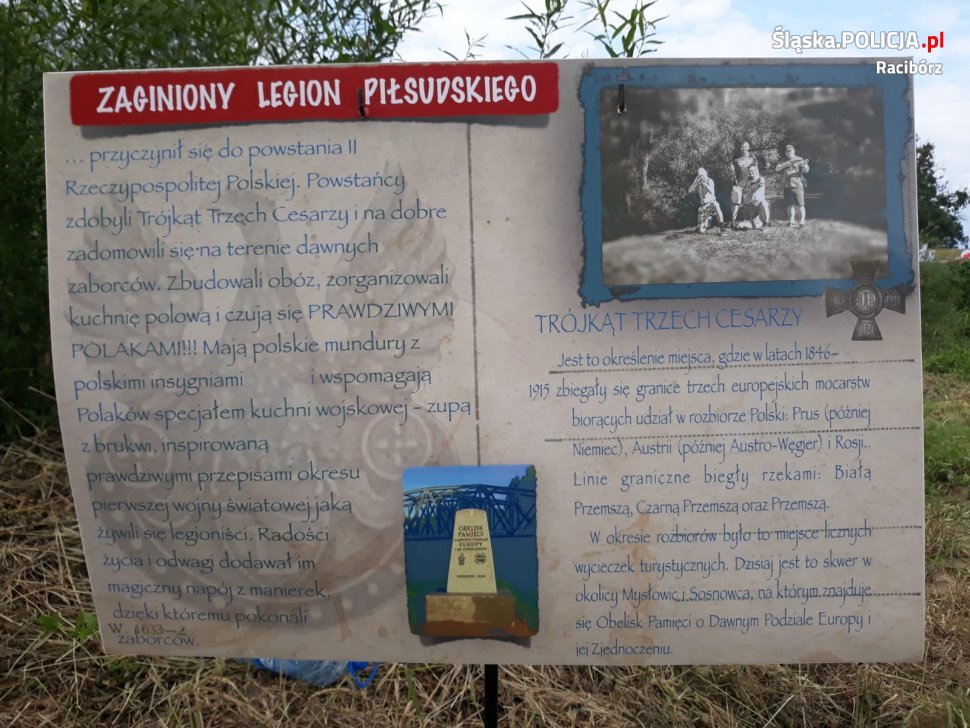 Śląska.POLICJA.pl
Racibórz
ZAGINIONY LEGION PIŁSUDSKIEGO
... przyczynił się do powstania II
Rzeczypospolitej Polskiej. Powstańcy
zdobyli Trójkąt Trzech Cesarzy i na dobre
zadomowili się na terenie dawnych
zaborców. Zbudowali obóz, zorganizowali
kuchnię polową i czują się PRAWDZIWYMI
POLAKAMI!!! Mają polskie mundury z
polskimi insygniami i wspomagają
Polaków specjałem kuchni wojskowej - zupą
z brukwi, inspirowaną
prawdziwymi przepisami okresu
pierwszej wojny światowej jaką
żywili się legioniści. Radości
życia i odwagi dodawał im
magiczny napój z manierek,
dzięki któremu pokonali
zaborców.
OBELISK
PAMIĘCI
EUROPY
JP
TRÓJKĄT TRZECH CESARZY
Jest to określenie miejsca, gdzie w latach 1846–
1915 zbiegały się granice trzech europejskich mocarstw
biorących udział w rozbiorze Polski: Prus (później
Niemiec), Austrii (później Austro-Węgier) i Rosji..
Linie graniczne biegły rzekami: Białą
Przemszą, Czarną Przemszą oraz Przemszą.
W okresie rozbiorów było to miejsce licznych
wycieczek turystycznych. Dzisiaj jest to skwer w
okolicy Mysłowic i Sosnowca, na którym znajduje
się Obelisk Pamięci o Dawnym Podziale Europy i
jej Zjednoczeniu.